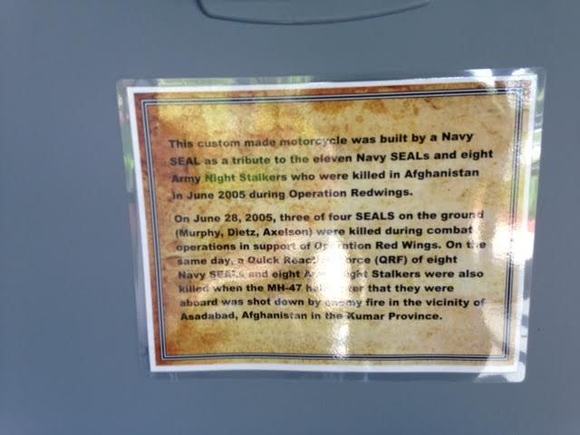 This custom made motorcycle was built by a Navy
SEAL as a tribute to the eleven Navy SEALs and eight
Army Night Stalkers who were killed in Afghanistan
in June 2005 during Operation Redwings.
On June 28, 2005, three of four SEALS on the ground
(Murphy, Dietz, Axelson) were killed during combat
operations in support of Operation Red Wings. On the
same day, a Quick Reaction Force (QRF) of eight
Navy SEALs and eight Army Night Stalkers were also
killed when the MH-47 helicopter that they were
aboard was shot down by enemy fire in the vicinity of
Asadabad, Afghanistan in the Kumar Province.